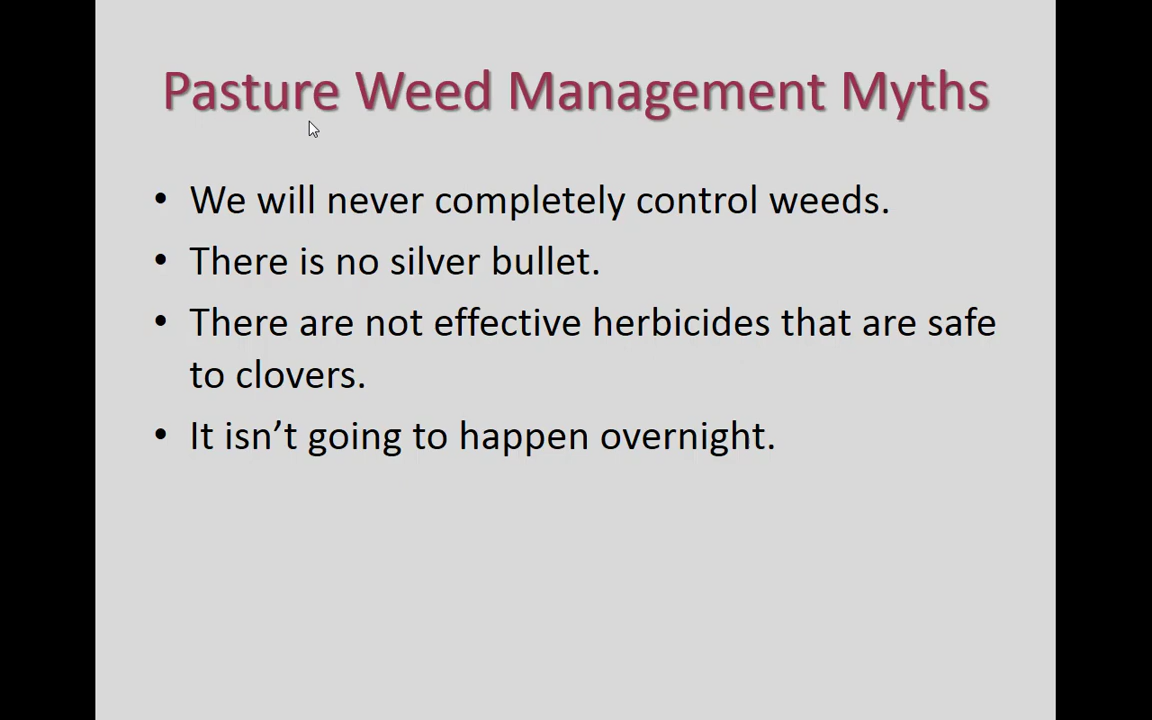 Pasture Weed Management Myths
• We will never completely control weeds.
• There is no silver bullet.
• There are not effective herbicides that are safe
to clovers.
• It isn’t going to happen overnight.